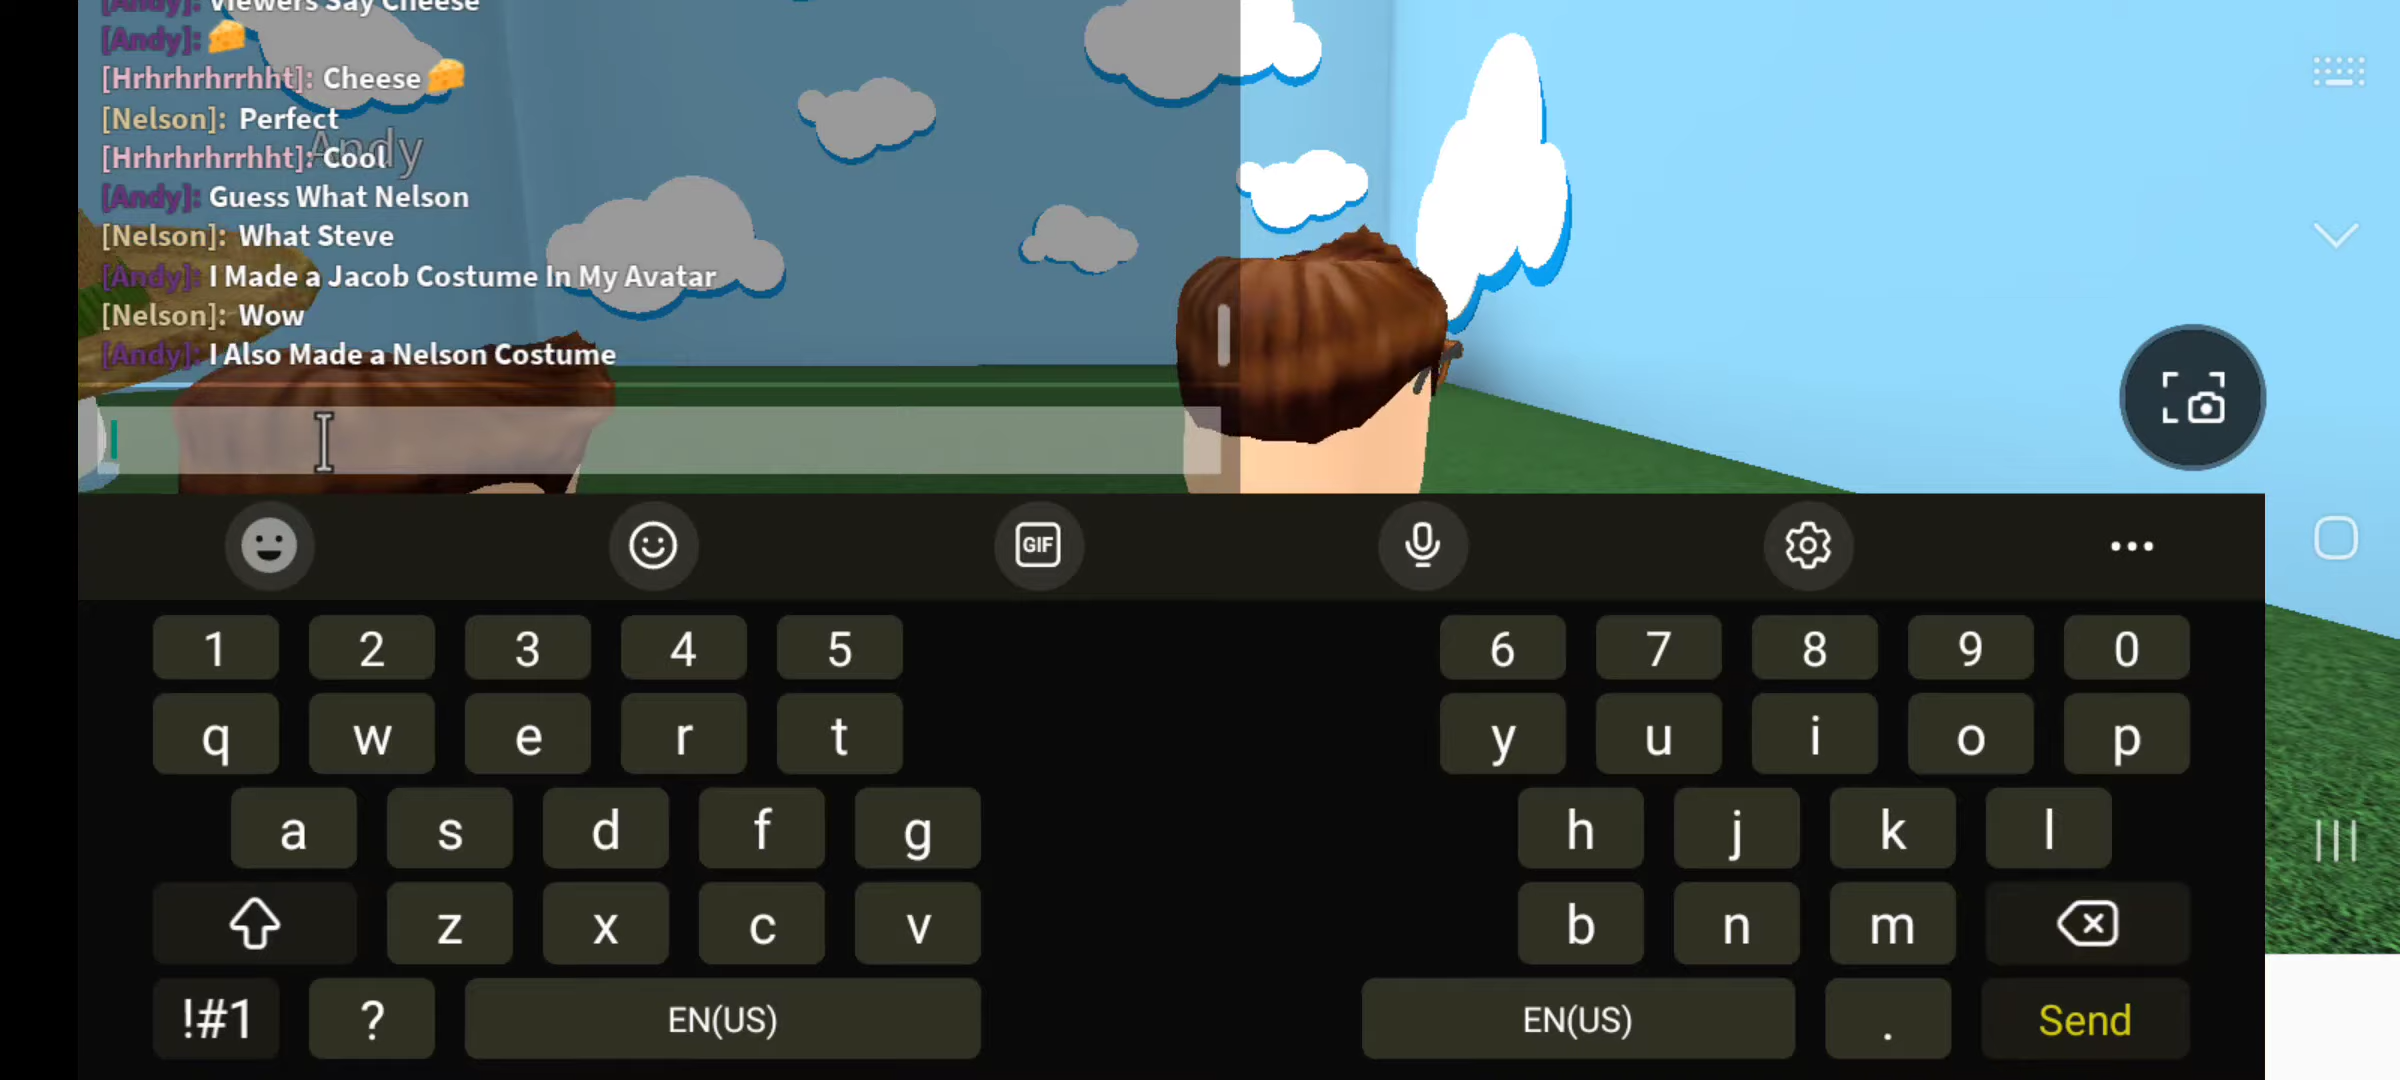 [Andy]: Viewers Say Cheese
[Andy]: 🧀
[Hrhrhrhrrhht]: Cheese 🧀
[Nelson]: Perfect
Andy
[Hrhrhrhrrhht]: Cool
[Andy]: Guess What Nelson
[Nelson]: What Steve
[Andy]: I Made a Jacob Costume In My Avatar
[Nelson]: Wow
[Andy]: I Also Made a Nelson Costume
GIF
1 2 3 4 5 6 7 8 9 0
q w e r t y u i o p
a s d f g h j k l
z x c v b n m
!#1 ? EN(US) EN(US) . Send